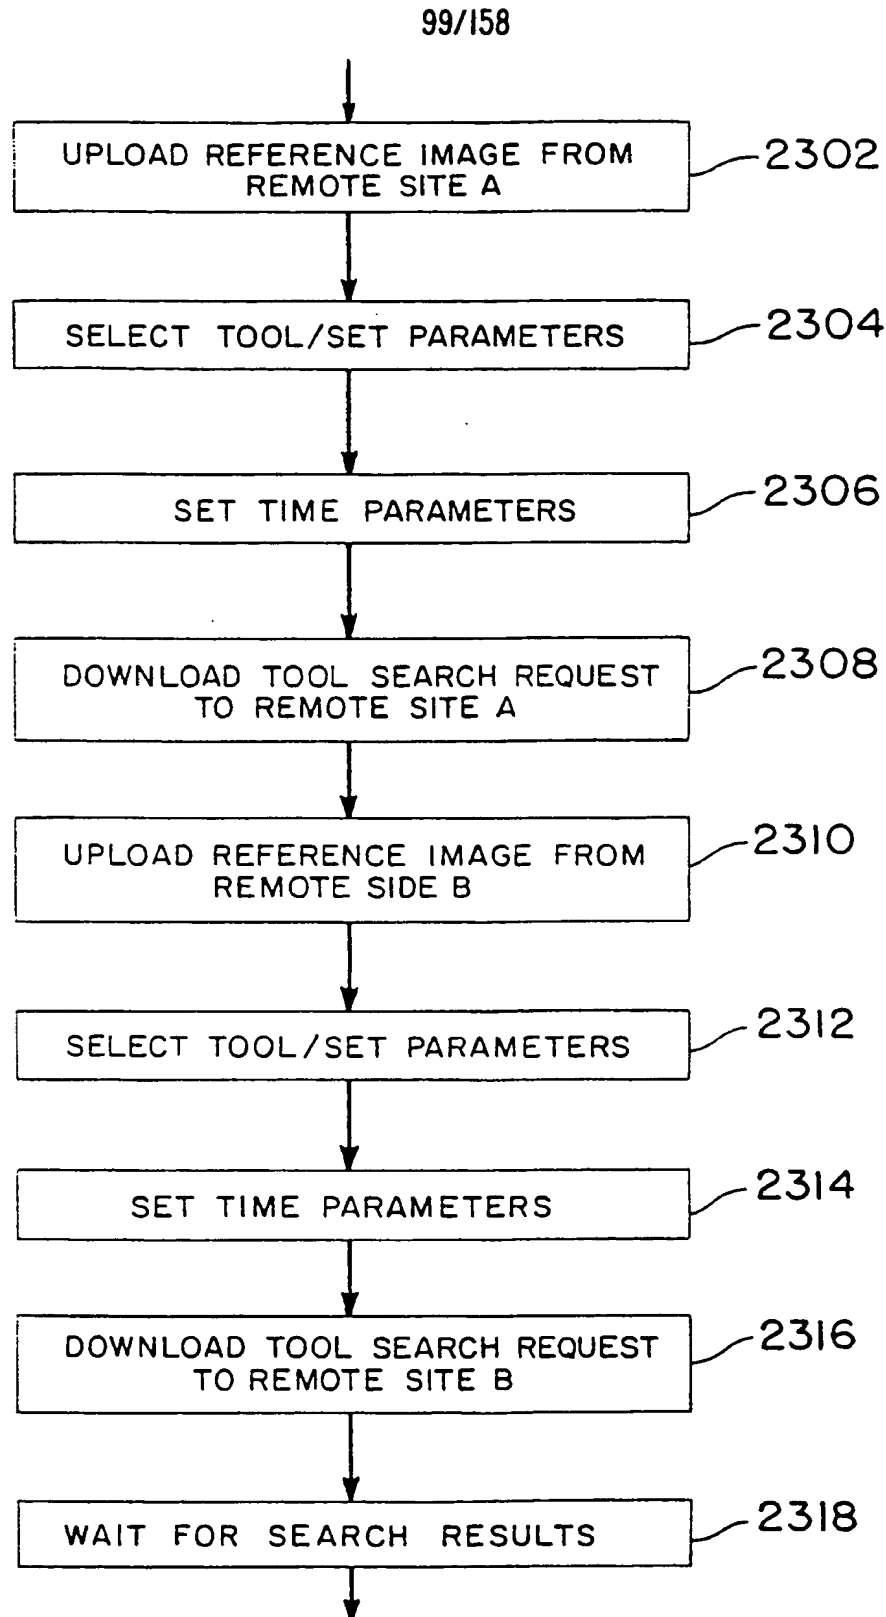 99/158
UPLOAD REFERENCE IMAGE FROM
REMOTE SITE A
2302
SELECT TOOL/SET PARAMETERS
2304
SET TIME PARAMETERS
2306
DOWNLOAD TOOL SEARCH REQUEST
TO REMOTE SITE A
2308
UPLOAD REFERENCE IMAGE FROM
REMOTE SIDE B
2310
SELECT TOOL/SET PARAMETERS
2312
SET TIME PARAMETERS
2314
DOWNLOAD TOOL SEARCH REQUEST
TO REMOTE SITE B
2316
WAIT FOR SEARCH RESULTS
2318